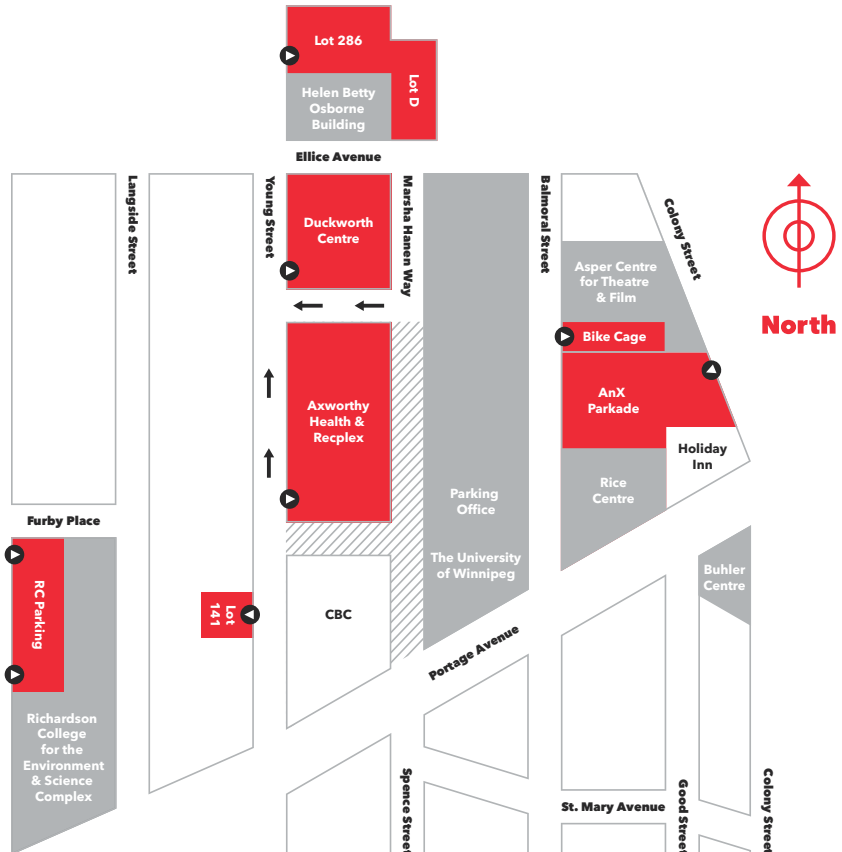 Lot 286
Lot D
Helen Betty
Osborne
Building
Ellice Avenue
Langside Street
Young Street
Duckworth
Centre
Marsha Hanen Way
Balmoral Street
Colony Street
Asper Centre
for Theatre
& Film
North
Bike Cage
AnX
Parkade
Axworthy
Health &
Recplex
Holiday
Inn
Rice
Centre
Parking
Office
Furby Place
The University
of Winnipeg
Buhler
Centre
RC Parking
Lot
141
CBC
Portage Avenue
Richardson
College
for the
Environment
& Science
Complex
Spence Street
St. Mary Avenue
Good Street
Colony Street